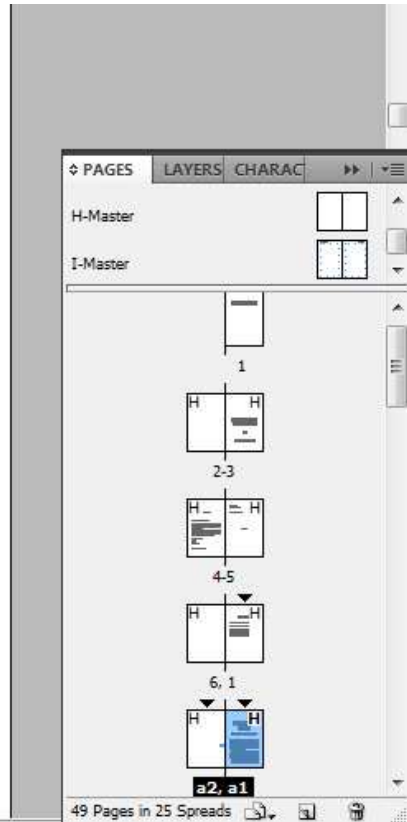 PAGES LAYERS CHARAC
H-Master
I-Master
1
H H
2-3
H H
4-5
H H
6, 1
H H
a2, a1
49 Pages in 25 Spreads